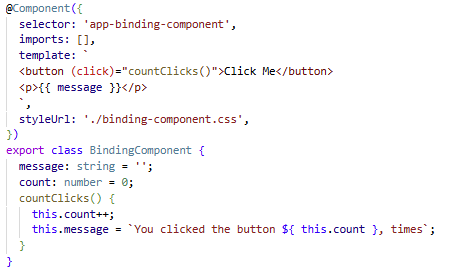 @Component({
  selector: 'app-binding-component',
  imports: [],
  template: `
  <button (click)="countClicks()">Click Me</button>
  <p>{{ message }}</p>
  `,
  styleUrl: './binding-component.css',
})
export class BindingComponent {
  message: string = '';
  count: number = 0;
  countClicks() {
    this.count++;
    this.message = `You clicked the button ${ this.count }, times`;
  }
}